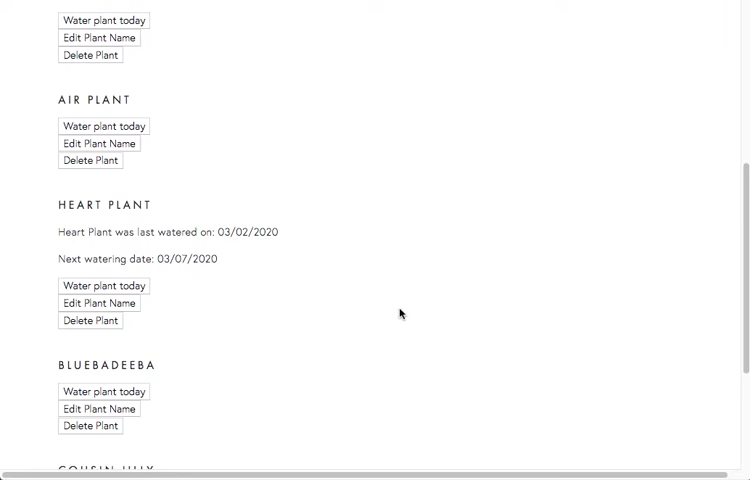 Water plant today
Edit Plant Name
Delete Plant
AIR PLANT
Water plant today
Edit Plant Name
Delete Plant
HEART PLANT
Heart Plant was last watered on: 03/02/2020
Next watering date: 03/07/2020
Water plant today
Edit Plant Name
Delete Plant
BLUEBADEEBA
Water plant today
Edit Plant Name
Delete Plant
COUSIN